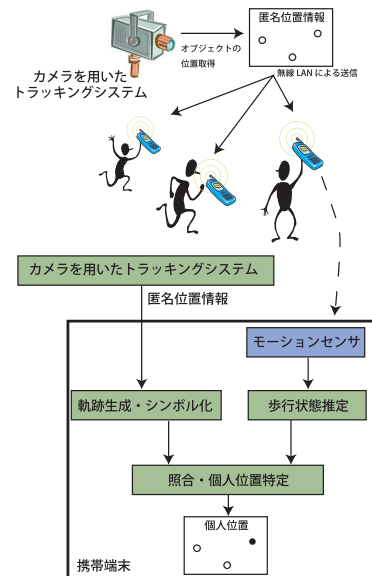 匿名位置情報
オブジェクトの
位置取得
カメラを用いた
トラッキングシステム
無線 LAN による送信
カメラを用いたトラッキングシステム
匿名位置情報
モーションセンサ
軌跡生成・シンボル化
歩行状態推定
照合・個人位置特定
個人位置
携帯端末